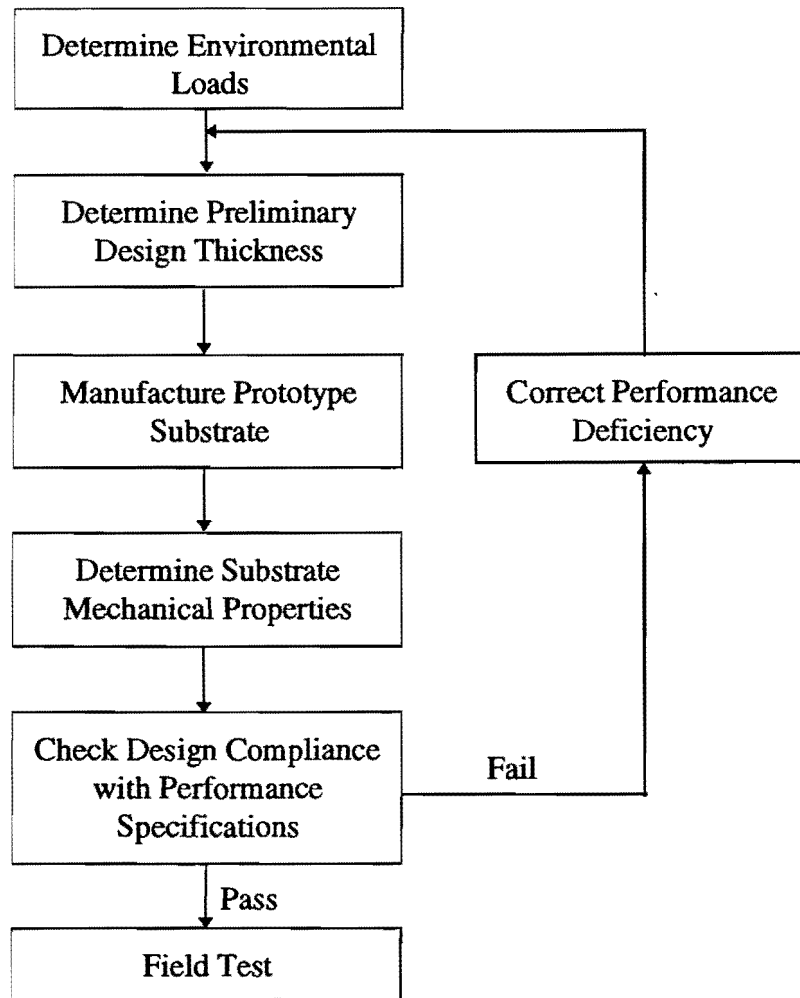 Determine Environmental
Loads
Determine Preliminary
Design Thickness
Manufacture Prototype
Substrate
Correct Performance
Deficiency
Determine Substrate
Mechanical Properties
Check Design Compliance
with Performance
Specifications
Fail
Pass
Field Test